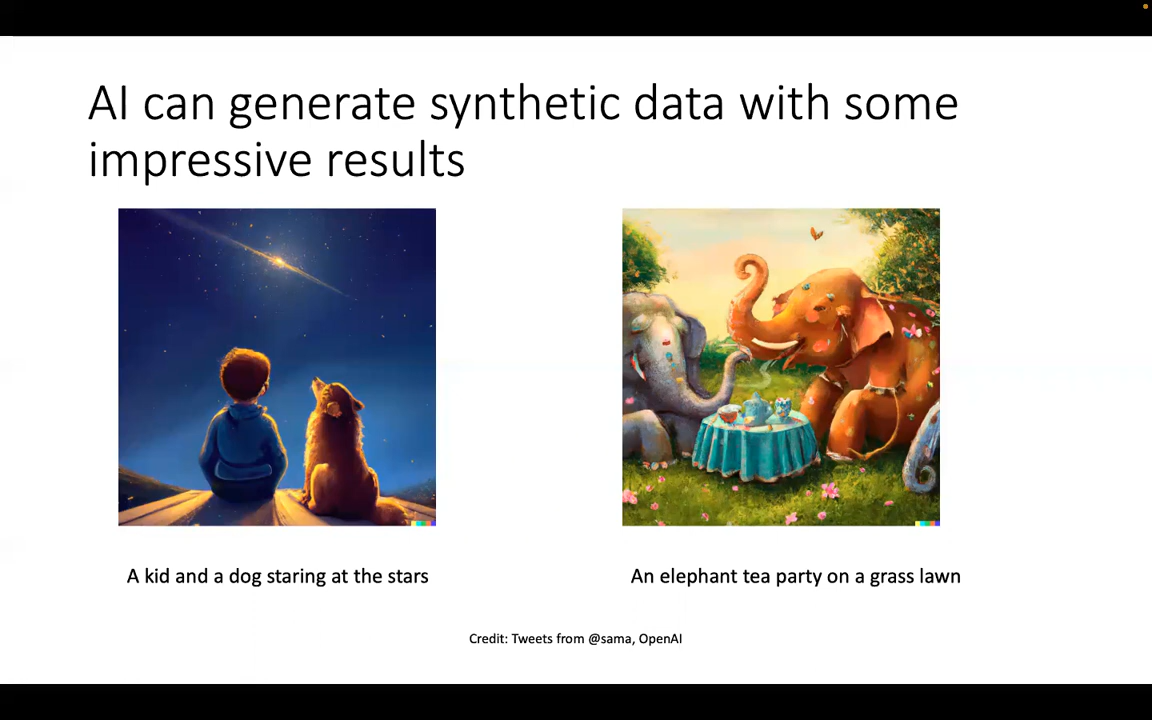 AI can generate synthetic data with some
impressive results
A kid and a dog staring at the stars
An elephant tea party on a grass lawn
Credit: Tweets from @sama, OpenAI